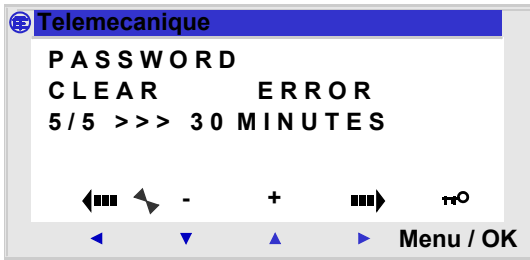 Telemecanique
PASSWORD
CLEAR ERROR
5/5 >>> 30 MINUTES
- +
Menu / OK